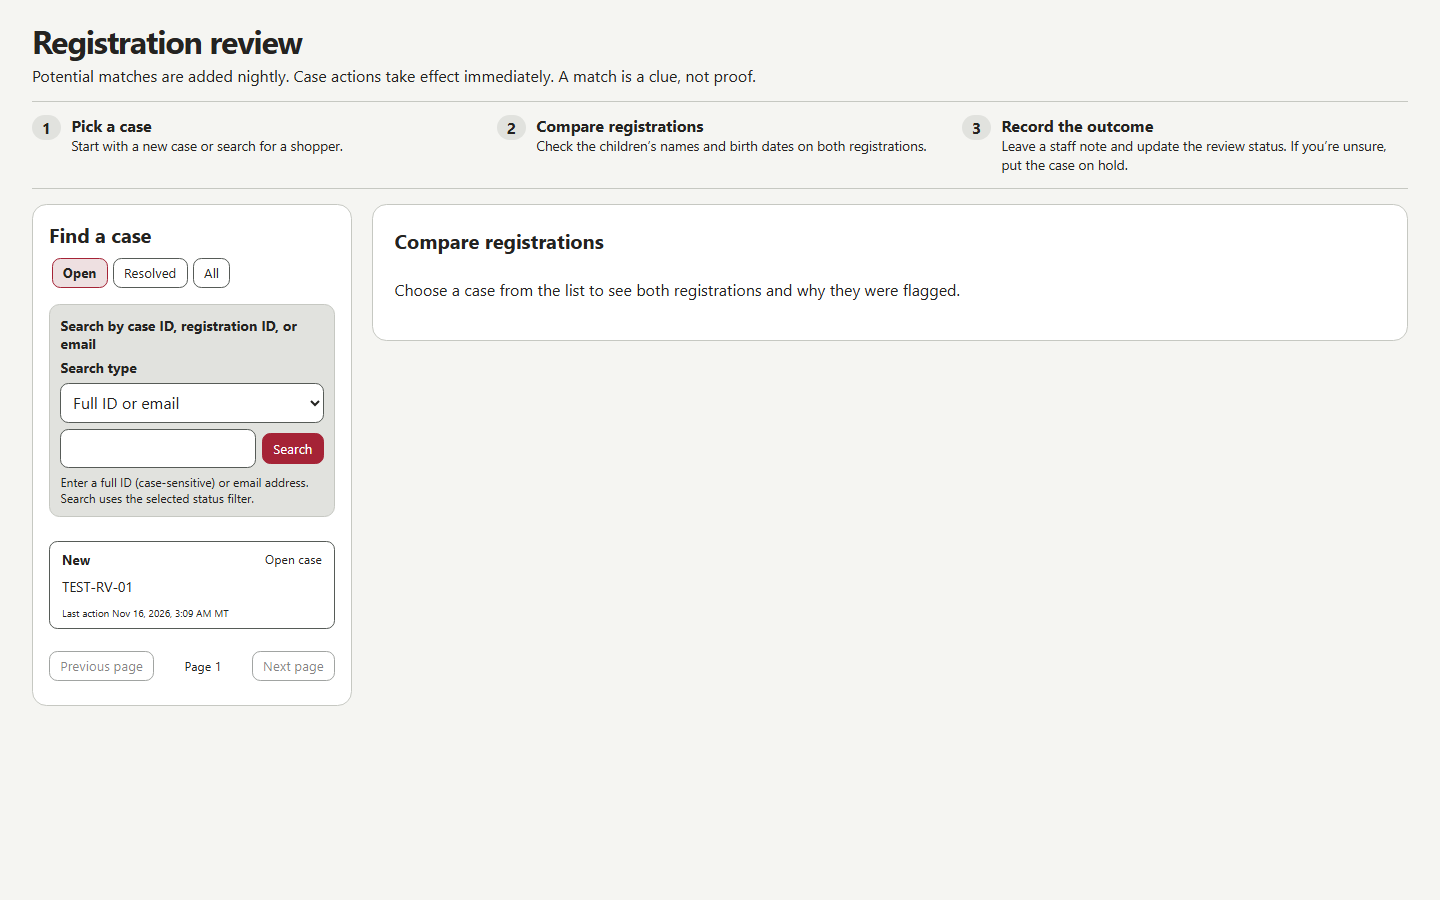 Registration review
Potential matches are added nightly. Case actions take effect immediately. A match is a clue, not proof.
1
Pick a case
Start with a new case or search for a shopper.
2
Compare registrations
Check the children's names and birth dates on both registrations.
3
Record the outcome
Leave a staff note and update the review status. If you're unsure,
put the case on hold.
Find a case
Open
Resolved
All
Search by case ID, registration ID, or
email
Search type
Full ID or email
Search
Enter a full ID (case-sensitive) or email address.
Search uses the selected status filter.
New
Open case
TEST-RV-01
Last action Nov 16, 2026, 3:09 AM MT
Previous page
Page 1
Next page
Compare registrations
Choose a case from the list to see both registrations and why they were flagged.